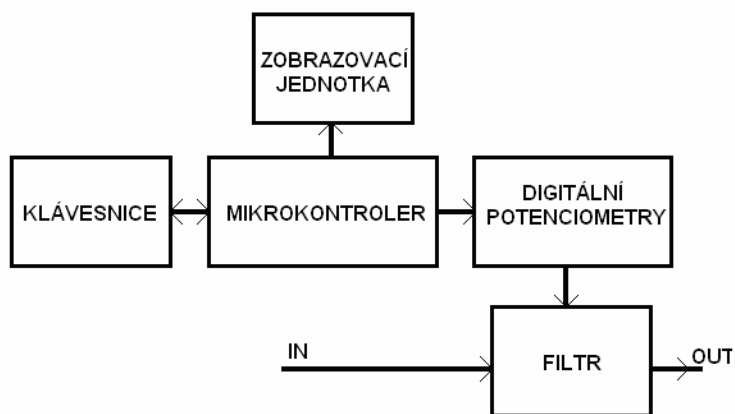 ZOBRAZOVACÍ
JEDNOTKA
KLÁVESNICE
MIKROKONTROLER
DIGITÁLNÍ
POTENCIOMETRY
IN
FILTR
OUT